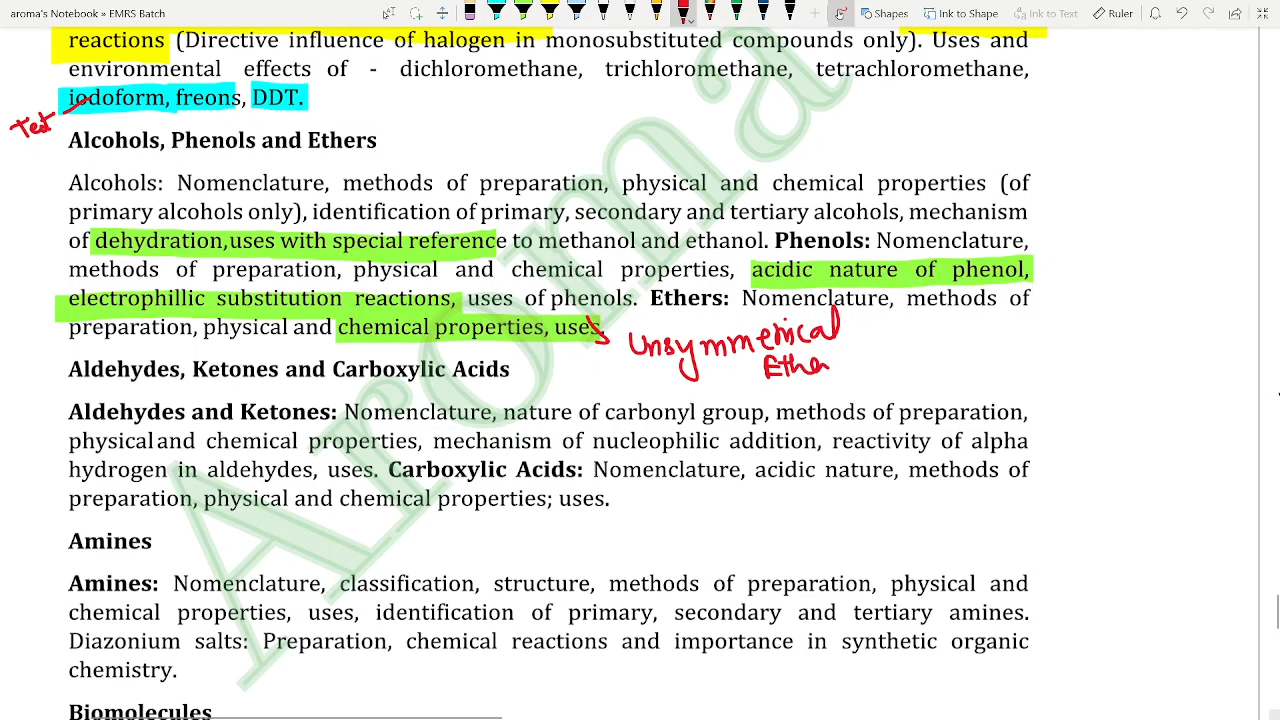 aroma's Notebook » EMRS Batch
Shapes
Ink to Shape
Ink to Text
Ruler
reactions (Directive influence of halogen in monosubstituted compounds only). Uses and
environmental effects of - dichloromethane, trichloromethane, tetrachloromethane,
iodoform, freons, DDT.
Test
Alcohols, Phenols and Ethers
Alcohols: Nomenclature, methods of preparation, physical and chemical properties (of
primary alcohols only), identification of primary, secondary and tertiary alcohols, mechanism
of dehydration,uses with special reference to methanol and ethanol. Phenols: Nomenclature,
methods of preparation, physical and chemical properties, acidic nature of phenol,
electrophillic substitution reactions, uses of phenols. Ethers: Nomenclature, methods of
preparation, physical and chemical properties, uses.
Unsymmetrical
Ether
Aldehydes, Ketones and Carboxylic Acids
Aldehydes and Ketones: Nomenclature, nature of carbonyl group, methods of preparation,
physical and chemical properties, mechanism of nucleophilic addition, reactivity of alpha
hydrogen in aldehydes, uses. Carboxylic Acids: Nomenclature, acidic nature, methods of
preparation, physical and chemical properties; uses.
Amines
Amines: Nomenclature, classification, structure, methods of preparation, physical and
chemical properties, uses, identification of primary, secondary and tertiary amines.
Diazonium salts: Preparation, chemical reactions and importance in synthetic organic
chemistry.
Biomolecules
Aroma